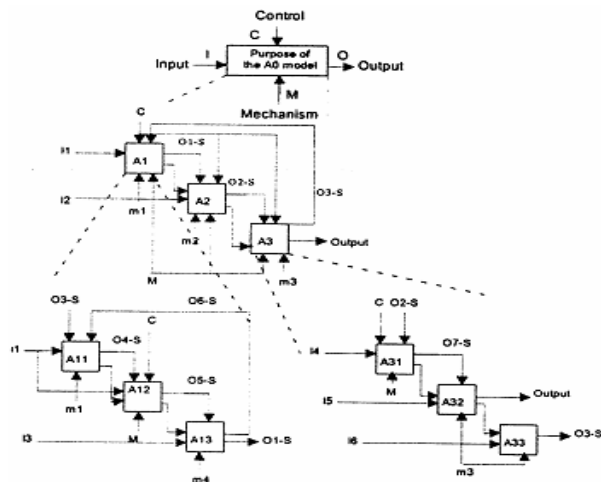 Control
C
Input
I
Purpose of
the A0 model
O
Output
M
Mechanism
C
I1
A1
O1-S
O2-S
O3-S
I2
m1
A2
m2
A3
Output
M
m3
O3-S
O6-S
C
I1
A11
O4-S
A12
O5-S
m1
M
I3
A13
O1-S
m4
C
O2-S
I4
A31
O7-S
M
I5
A32
Output
I6
A33
O3-S
m3